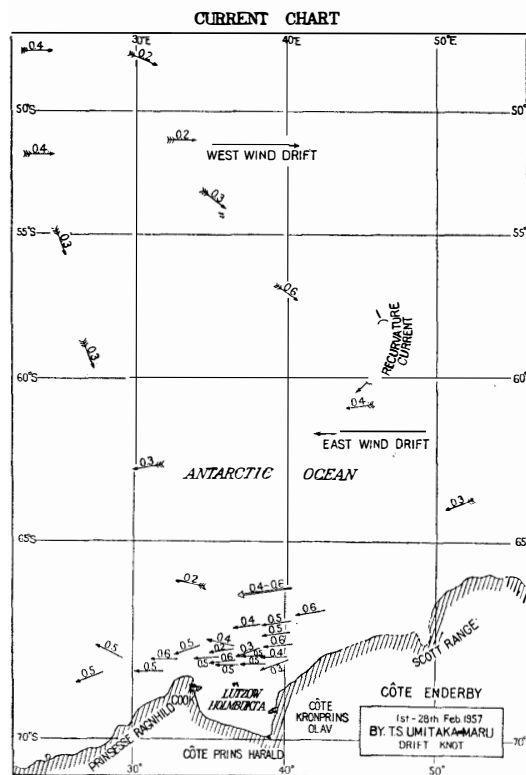 CURRENT CHART
30°E 40°E 50°E
0.4
0.2
50°S 50°
0.2
WEST WIND DRIFT
0.4
0.3
55°S 55°
0.3
0.6
RECURVATURE
CURRENT
0.3
60°S 60°
0.4
EAST WIND DRIFT
0.3
ANTARCTIC OCEAN
0.3
65°S 65°
0.2
0.4-0.6
0.6
0.4 0.5
0.5
0.4 0.6
0.5 0.2 0.3 0.5
0.5 0.6 0.5 0.6 0.4
0.5 0.5 0.5 0.3
SCOTT RANGE
COOK
LÜTZOW
HOLMBUKTA
CÔTE ENDERBY
CÔTE
KRONPRINS
OLAV
PRINSESSE RAGNHILD
CÔTE PRINS HARALD
1st-28th Feb. 1957
BY. T.S UMITAKA-MARU
DRIFT KNOT
70°S 70°
30° 40° 50°